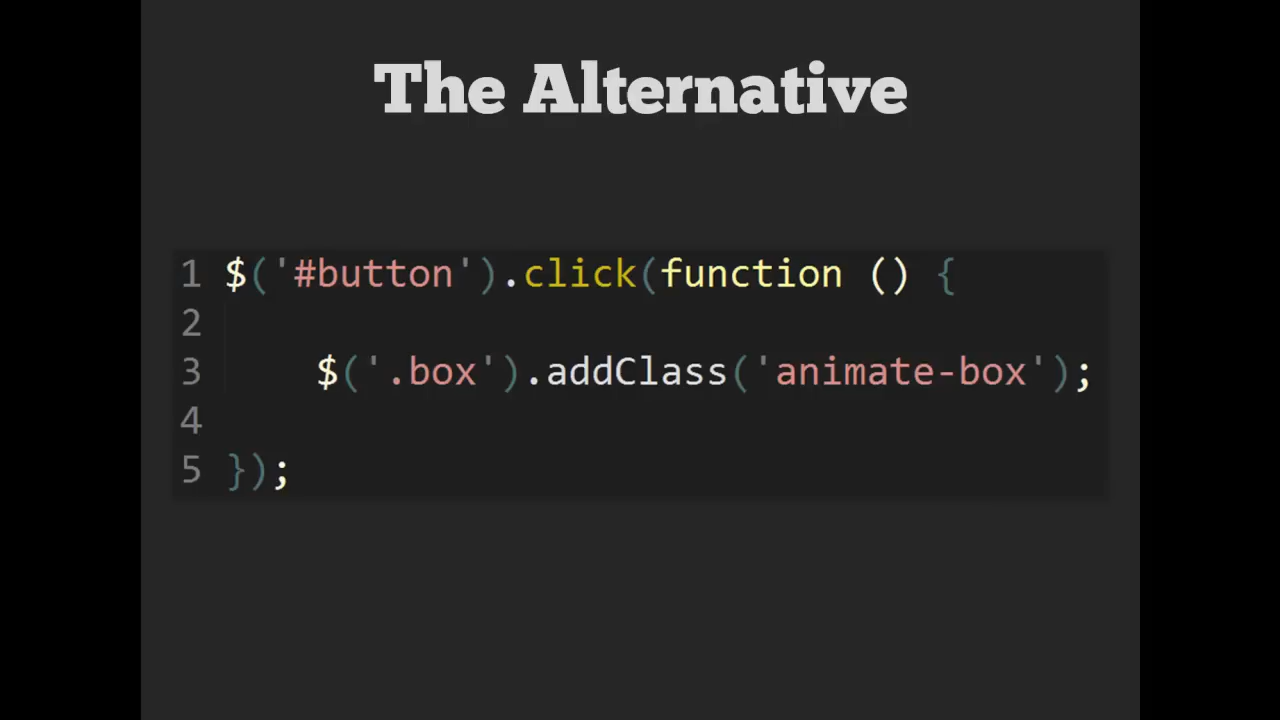 The Alternative
1 $('#button').click(function () {
2
3     $('.box').addClass('animate-box');
4
5 });